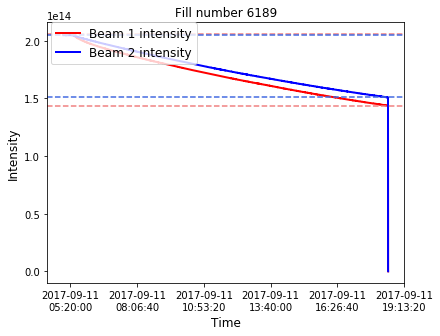 Fill number 6189
1e14
Beam 1 intensity
Beam 2 intensity
2.0
1.5
1.0
0.5
0.0
Intensity
2017-09-11 2017-09-11 2017-09-11 2017-09-11 2017-09-11 2017-09-11
05:20:00 08:06:40 10:53:20 13:40:00 16:26:40 19:13:20
Time